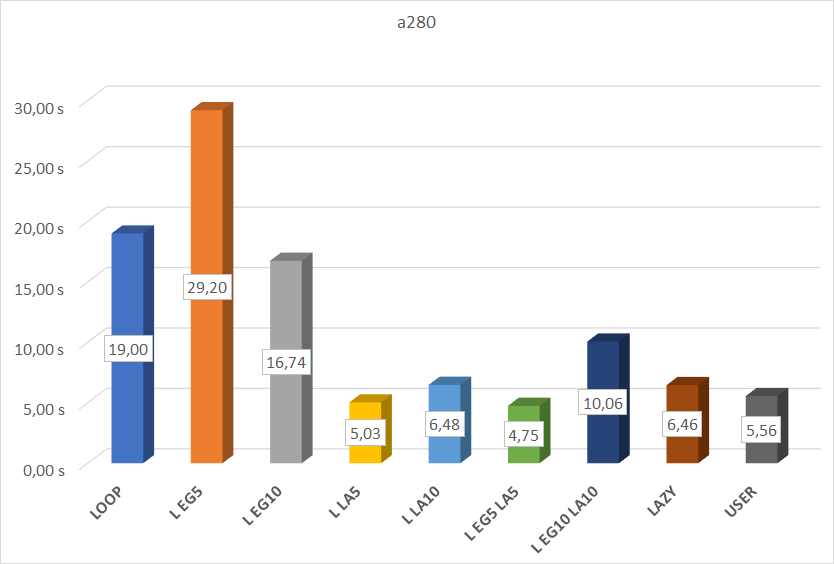 a280
30,00 s
25,00 s
20,00 s
15,00 s
10,00 s
5,00 s
0,00 s
19,00
29,20
16,74
5,03
6,48
4,75
10,06
6,46
5,56
LOOP
L EG5
L EG10
L LA5
L LA10
L EG5 LA5
L EG10 LA10
LAZY
USER